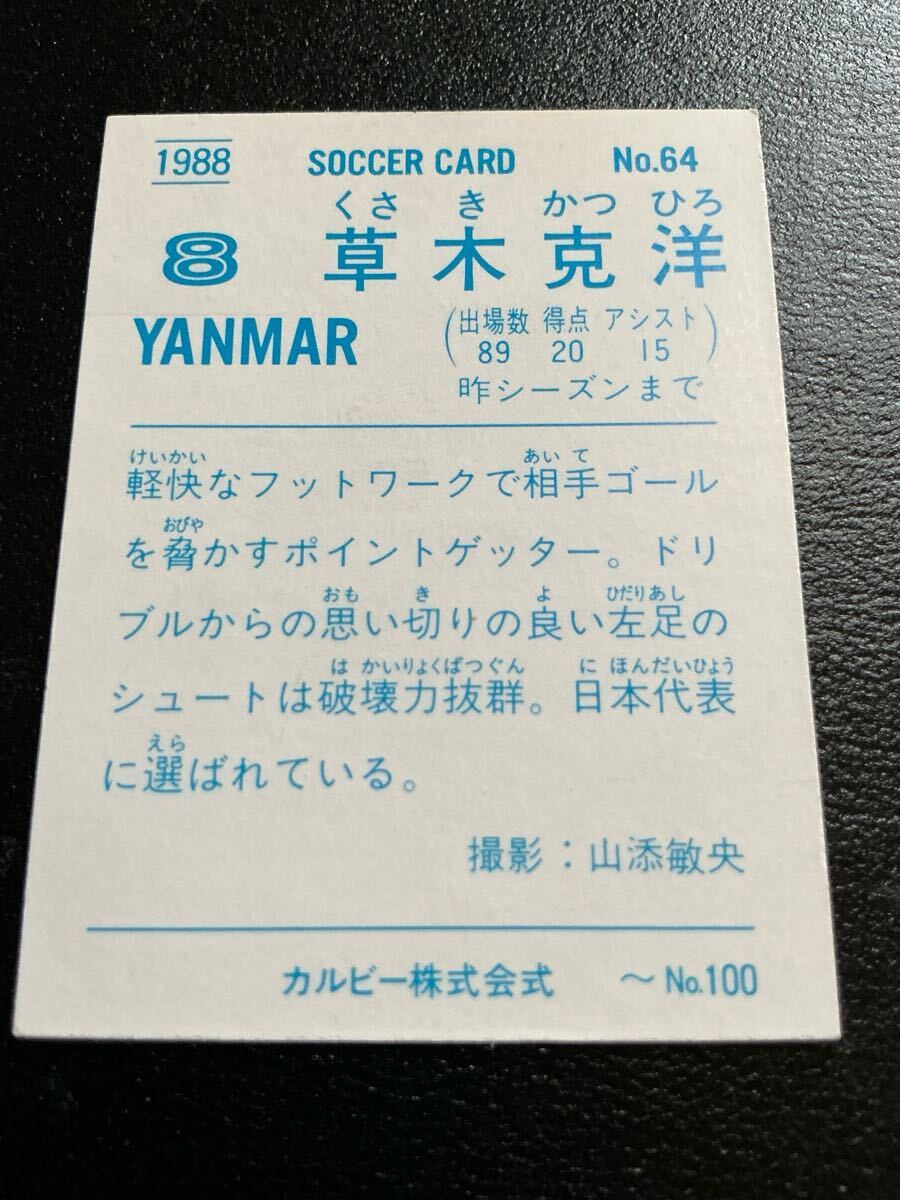 1988 SOCCER CARD No.64
くさ き かつ ひろ
8 草木克洋
YANMAR
(出場数 得点 アシスト)
89 20 15
昨シーズンまで
けいかい あいて
軽快なフットワークで相手ゴール
おびや
を脅かすポイントゲッター。ドリ
おも き よ ひだりあし
ブルからの思い切りの良い左足の
は かいりょくばつぐん に ほんだいひょう
シュートは破壊力抜群。日本代表
えら
に選ばれている。
撮影：山添敏央
カルビー株式会式 〜No.100